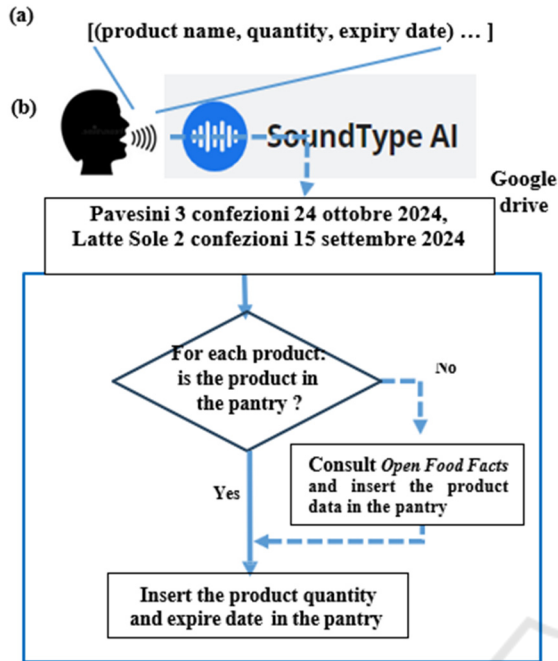 (a)
[(product name, quantity, expiry date) ... ]
(b)
SoundType AI
Google
drive
Pavesini 3 confezioni 24 ottobre 2024,
Latte Sole 2 confezioni 15 settembre 2024
For each product:
is the product in
the pantry ?
No
Consult Open Food Facts
and insert the product
data in the pantry
Yes
Insert the product quantity
and expire date in the pantry